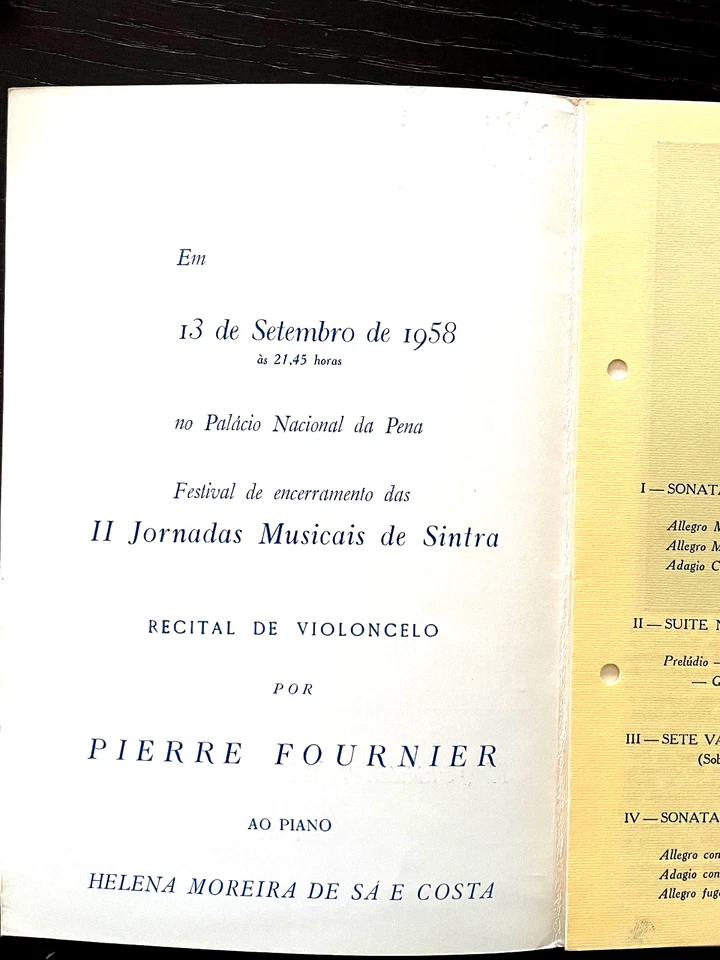 Em
13 de Setembro de 1958
às 21,45 horas
no Palácio Nacional da Pena
Festival de encerramento das
II Jornadas Musicais de Sintra
RECITAL DE VIOLONCELO
POR
PIERRE FOURNIER
AO PIANO
HELENA MOREIRA DE SÁ E COSTA
I — SONATA
Allegro
Allegro
Adagio
II — SUITE
Prelúdio —
—
III — SETE
IV — SONATA
Allegro
Adagio
Allegro